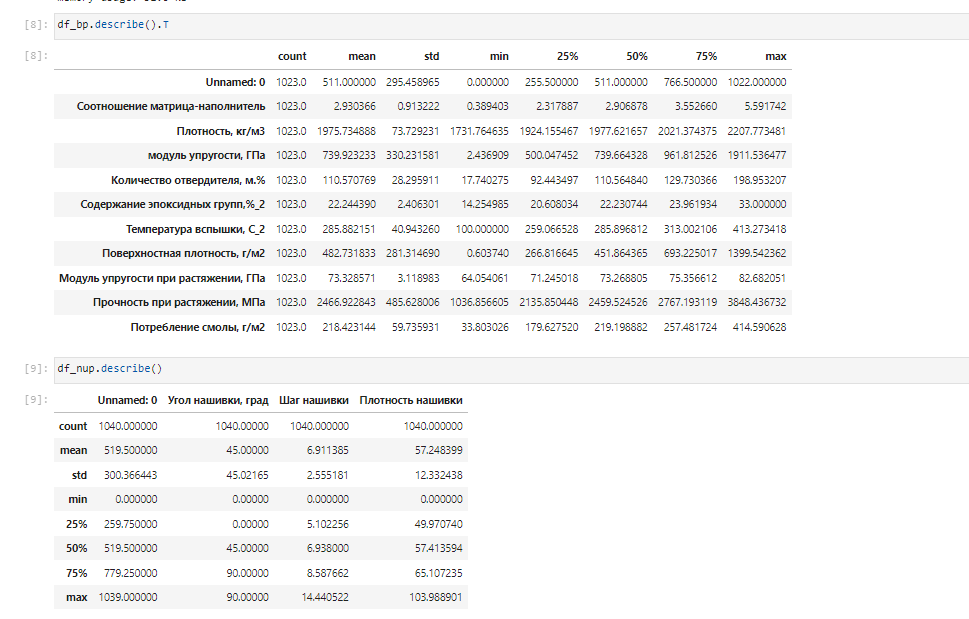 [8]: df_bp.describe().T
[8]: count mean std min 25% 50% 75% max
Unnamed: 0 1023.0 511.000000 295.458965 0.000000 255.500000 511.000000 766.500000 1022.000000
Соотношение матрица-наполнитель 1023.0 2.930366 0.913222 0.389403 2.317887 2.906878 3.552660 5.591742
Плотность, кг/м3 1023.0 1975.734888 73.729231 1731.764635 1924.155467 1977.621657 2021.374375 2207.773481
модуль упругости, ГПа 1023.0 739.923233 330.231581 2.436909 500.047452 739.664328 961.812526 1911.536477
Количество отвердителя, м.% 1023.0 110.570769 28.295911 17.740275 92.443497 110.564840 129.730366 198.953207
Содержание эпоксидных групп,%_2 1023.0 22.244390 2.406301 14.254985 20.608034 22.230744 23.961934 33.000000
Температура вспышки, С_2 1023.0 285.882151 40.943260 100.000000 259.066528 285.896812 313.002106 413.273418
Поверхностная плотность, г/м2 1023.0 482.731833 281.314690 0.603740 266.816645 451.864365 693.225017 1399.542362
Модуль упругости при растяжении, ГПа 1023.0 73.328571 3.118983 64.054061 71.245018 73.268805 75.356612 82.682051
Прочность при растяжении, МПа 1023.0 2466.922843 485.628006 1036.856605 2135.850448 2459.524526 2767.193119 3848.436732
Потребление смолы, г/м2 1023.0 218.423144 59.735931 33.803026 179.627520 219.198882 257.481724 414.590628
[9]: df_nup.describe()
[9]: Unnamed: 0 Угол нашивки, град Шаг нашивки Плотность нашивки
count 1040.000000 1040.00000 1040.000000 1040.000000
mean 519.500000 45.00000 6.911385 57.248399
std 300.366443 45.02165 2.555181 12.332438
min 0.000000 0.00000 0.000000 0.000000
25% 259.750000 0.00000 5.102256 49.970740
50% 519.500000 45.00000 6.938000 57.413594
75% 779.250000 90.00000 8.587662 65.107235
max 1039.000000 90.00000 14.440522 103.988901